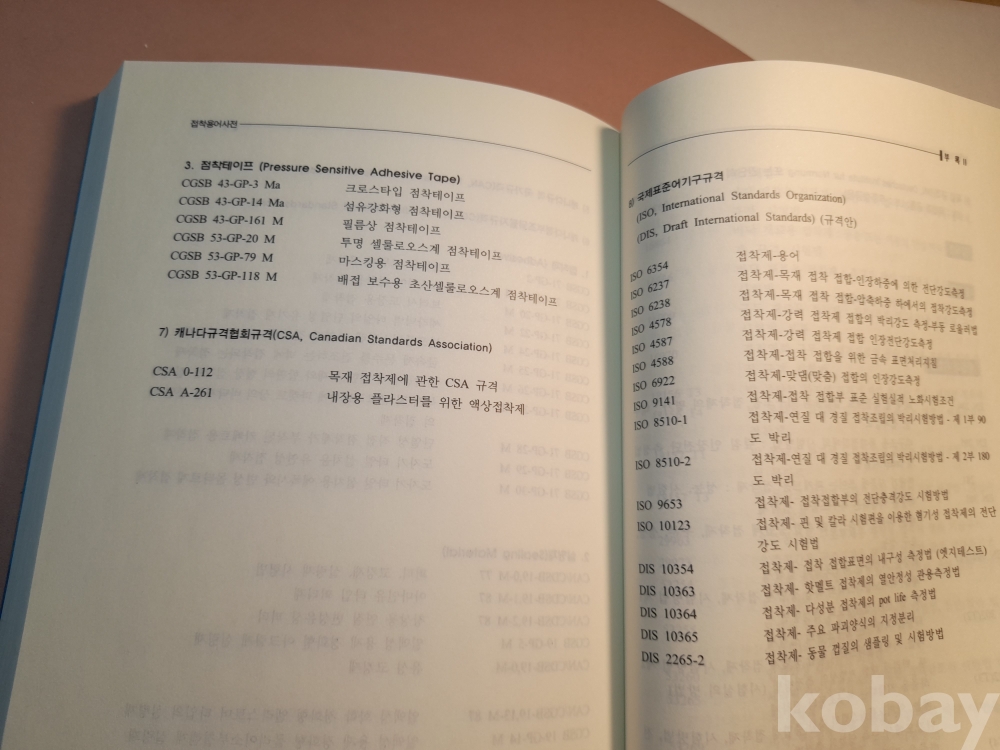 접착용어사전
3. 점착테이프 (Pressure Sensitive Adhesive Tape)
CGSB 43-GP-3 Ma 크로스타입 점착테이프
CGSB 43-GP-14 Ma 섬유강화형 점착테이프
CGSB 43-GP-161 M 필름상 점착테이프
CGSB 53-GP-20 M 투명 셀룰로오스계 점착테이프
CGSB 53-GP-79 M 마스킹용 점착테이프
CGSB 53-GP-118 M 배접 보수용 초산셀룰로오스계 점착테이프
7) 캐나다규격협회규격(CSA, Canadian Standards Association)
CSA 0-112 목재 접착제에 관한 CSA 규격
CSA A-261 내장용 플라스터를 위한 액상접착제
부 록
8) 국제표준어기구규격
(ISO, International Standards Organization)
(DIS, Draft International Standards) (규격안)
ISO 6354 접착제-용어
ISO 6237 접착제-목재 접착 접합-인장하중에 의한 전단강도측정
ISO 6238 접착제-목재 접착 접합-압축하중 하에서의 접착강도측정
ISO 4578 접착제-강력 접착제 접합의 박리강도 측정-부동 로울러법
ISO 4587 접착제-강력 접착제 접합 인장전단강도측정
ISO 4588 접착제-접착 접합을 위한 금속 표면처리지침
ISO 6922 접착제-맞댐(맞춤) 접합의 인장강도측정
ISO 9141 접착제-접착 접합부 표준 실험실적 노화시험조건
ISO 8510-1 접착제-연질 대 경질 접착조립의 박리시험방법 - 제 1부 90
도 박리
ISO 8510-2 접착제-연질 대 경질 접착조립의 박리시험방법 - 제 2부 180
도 박리
ISO 9653 접착제- 접착접합부의 전단충격강도 시험방법
ISO 10123 접착제- 핀 및 칼라 시험편을 이용한 혐기성 접착제의 전단
강도 시험법
DIS 10354 접착제- 접착 접합표면의 내구성 측정법 (엣지테스트)
DIS 10363 접착제- 핫멜트 접착제의 열안정성 관용측정법
DIS 10364 접착제- 다성분 접착제의 pot life 측정법
DIS 10365 접착제- 주요 파괴양식의 지정분리
DIS 2265-2 접착제- 동물 껍질의 샘플링 및 시험방법
kobay